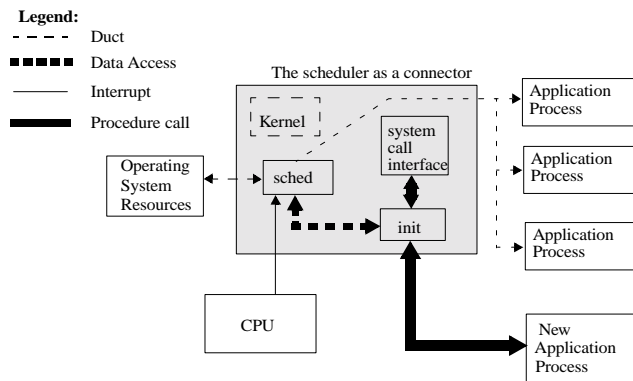 Legend:
Duct
Data Access
Interrupt
Procedure call
The scheduler as a connector
Kernel
system
call
interface
sched
init
Operating
System
Resources
CPU
Application
Process
Application
Process
Application
Process
New
Application
Process